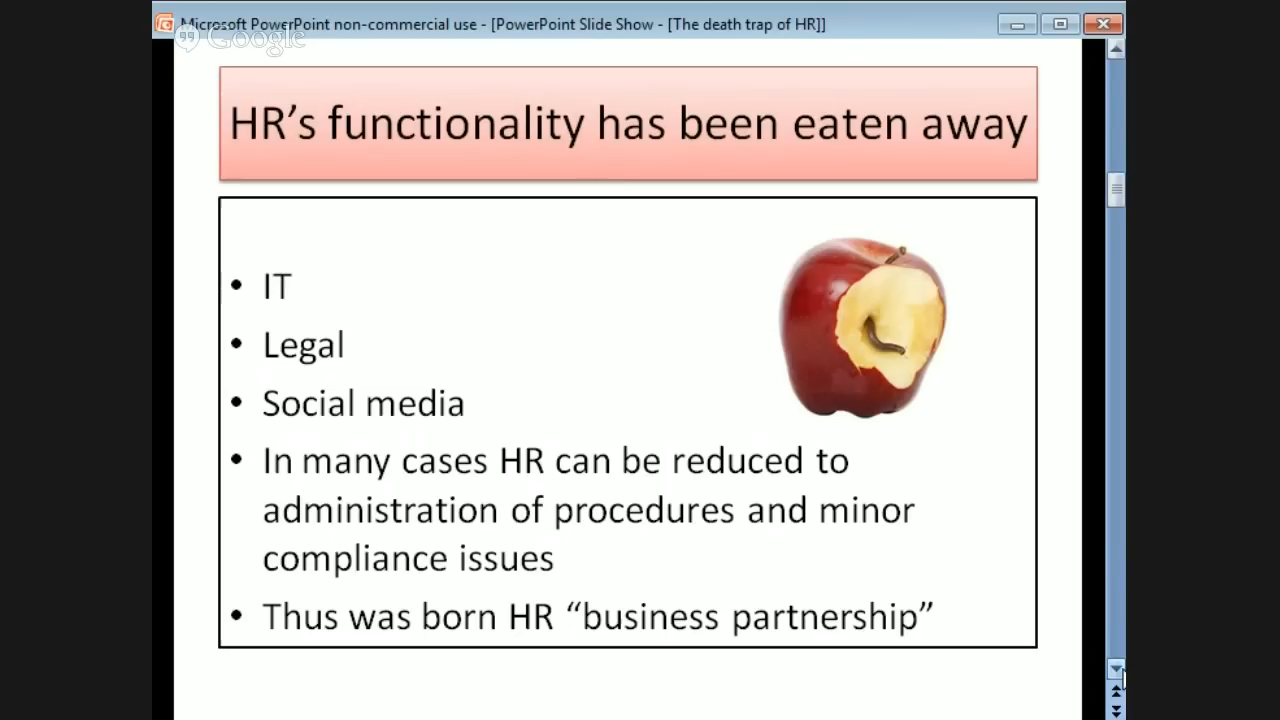 Microsoft PowerPoint non-commercial use - [PowerPoint Slide Show - [The death trap of HR]]
Google
HR’s functionality has been eaten away
• IT
• Legal
• Social media
• In many cases HR can be reduced to
administration of procedures and minor
compliance issues
• Thus was born HR “business partnership”